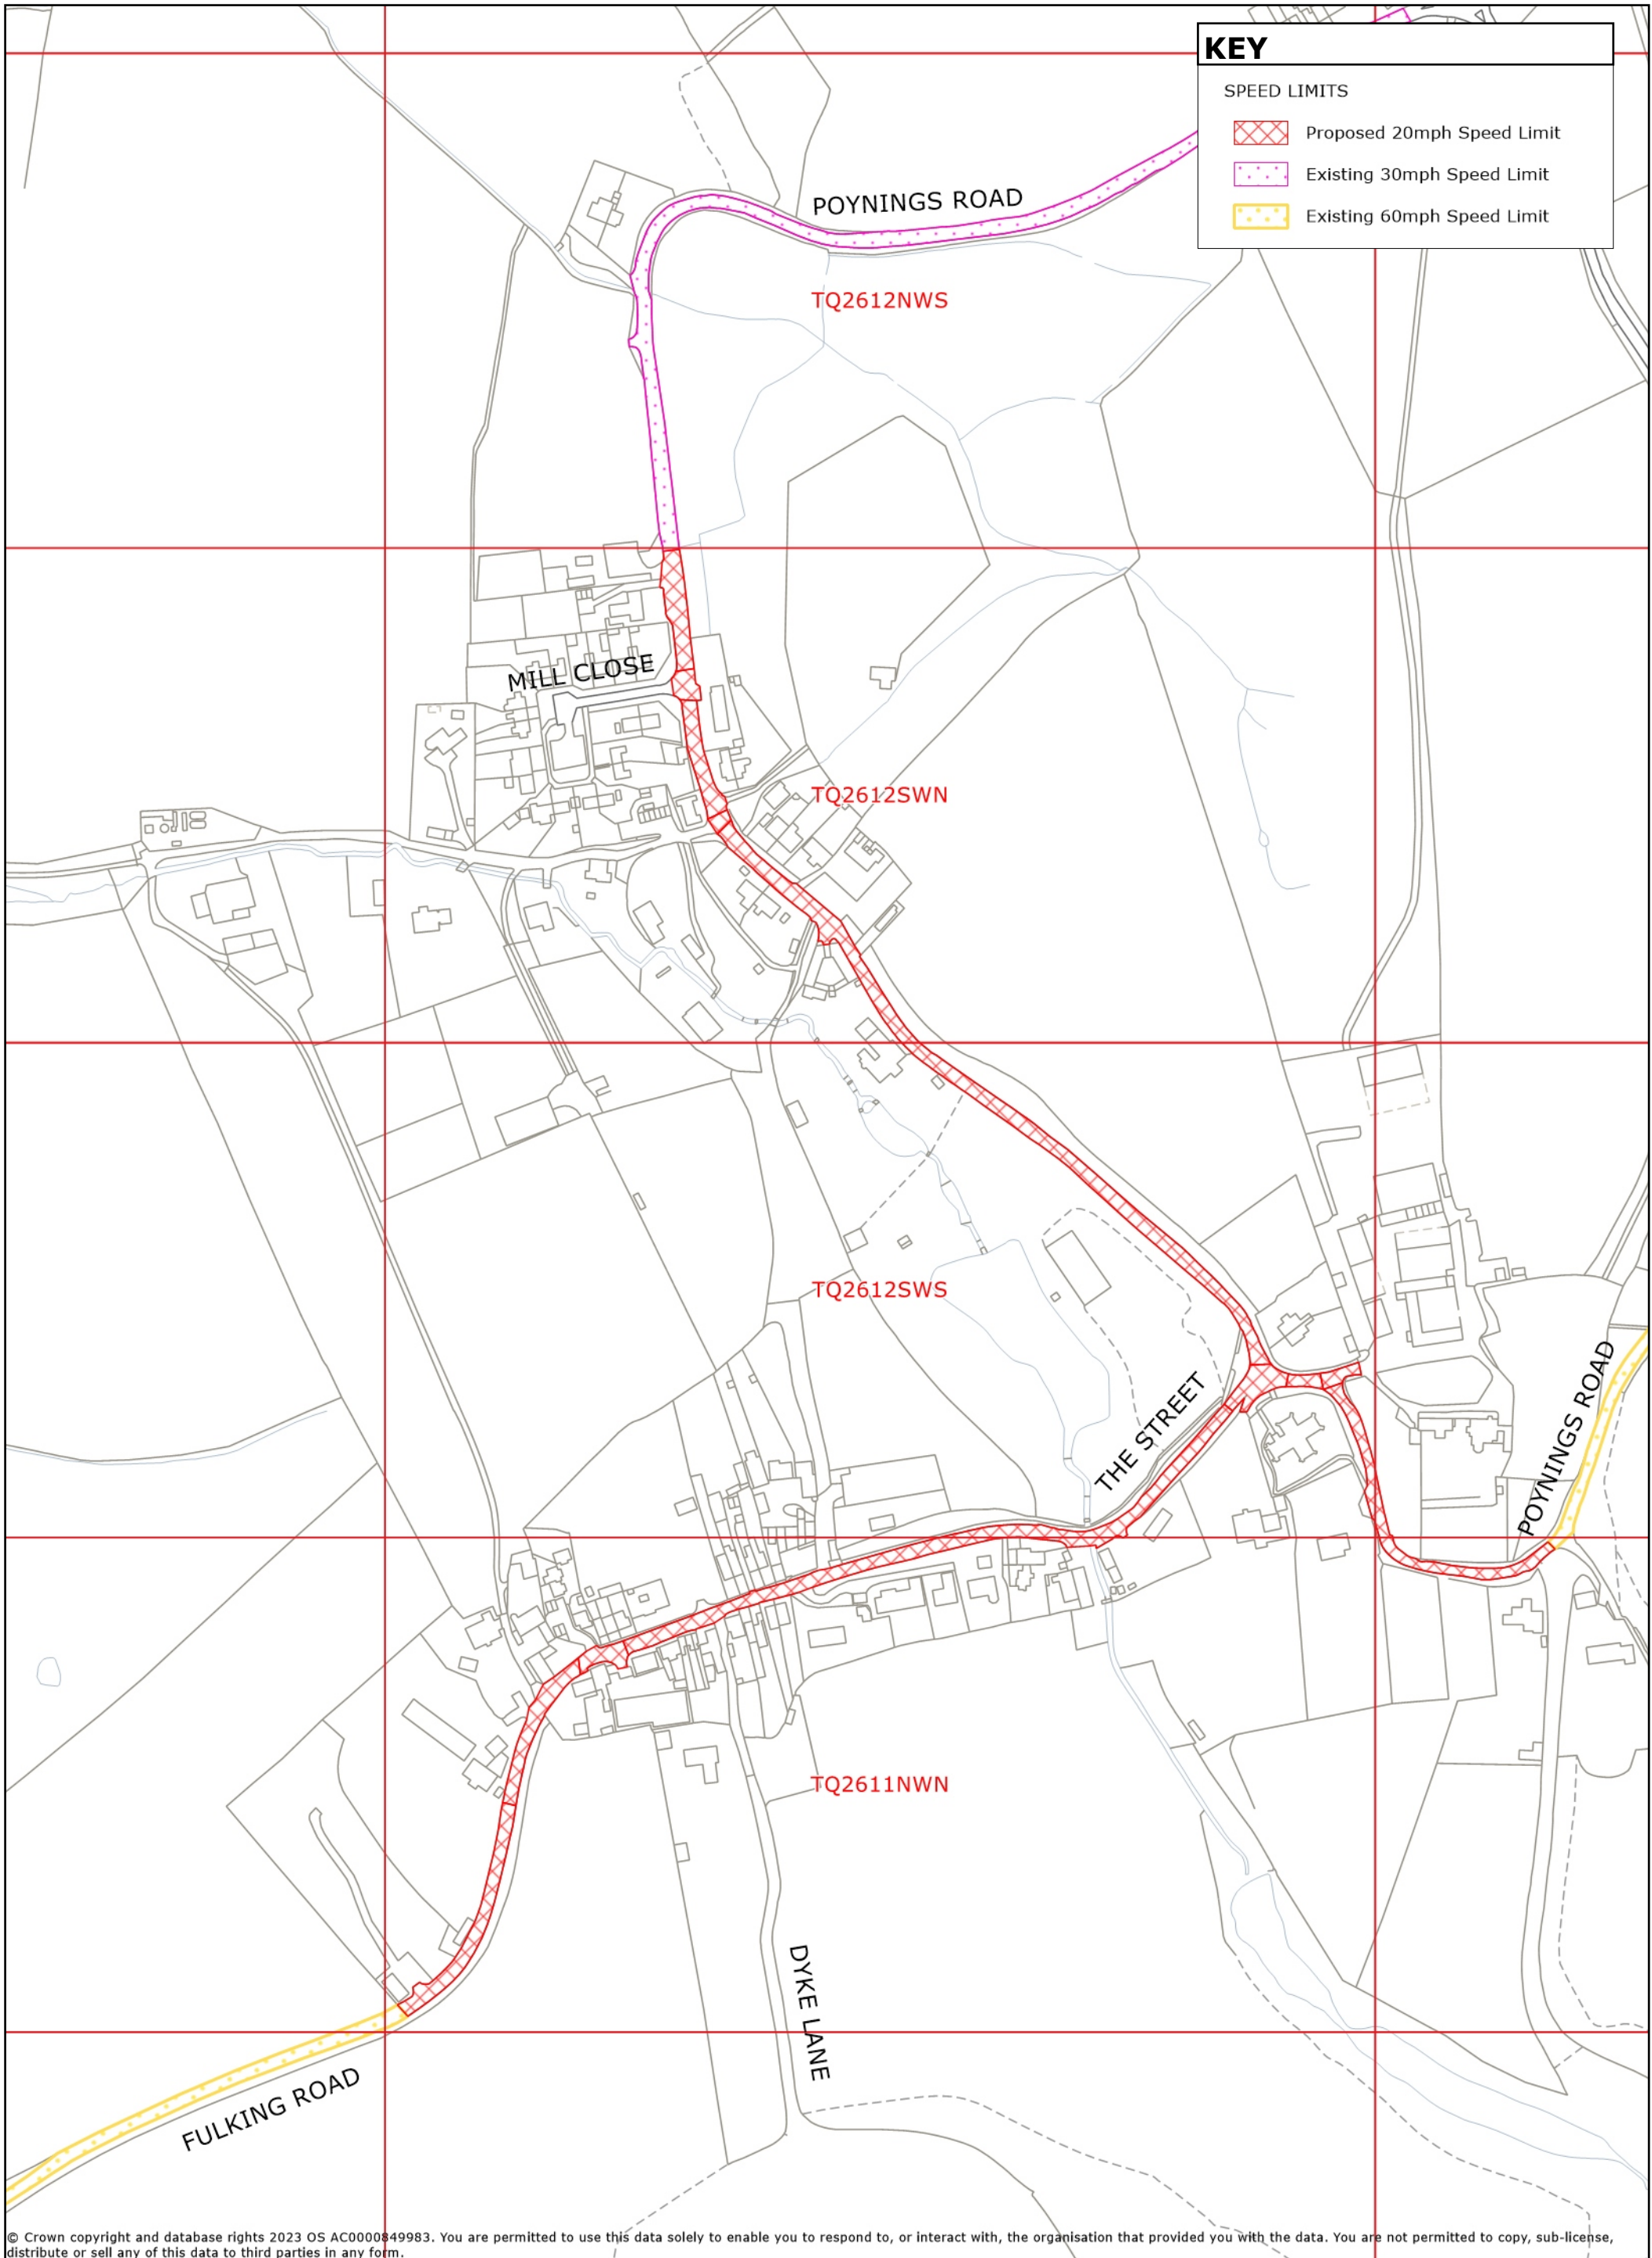 KEY
SPEED LIMITS
Proposed 20mph Speed Limit
Existing 30mph Speed Limit
Existing 60mph Speed Limit
POYNINGS ROAD
TQ2612NWS
MILL CLOSE
TQ2612SWN
TQ2612SWS
THE STREET
POYNINGS ROAD
TQ2611NWN
DYKE LANE
FULKING ROAD
© Crown copyright and database rights 2023 OS AC0000849983. You are permitted to use this data solely to enable you to respond to, or interact with, the organisation that provided you with the data. You are not permitted to copy, sub-license,
distribute or sell any of this data to third parties in any form.